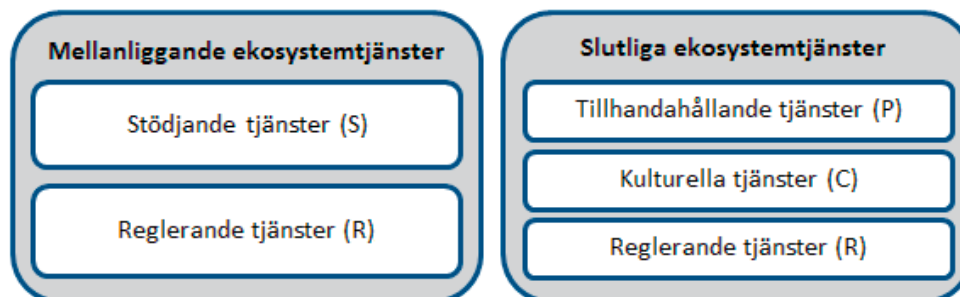 Mellanliggande ekosystemtjänster
Stödjande tjänster (S)
Reglerande tjänster (R)
Slutliga ekosystemtjänster
Tillhandahållande tjänster (P)
Kulturella tjänster (C)
Reglerande tjänster (R)